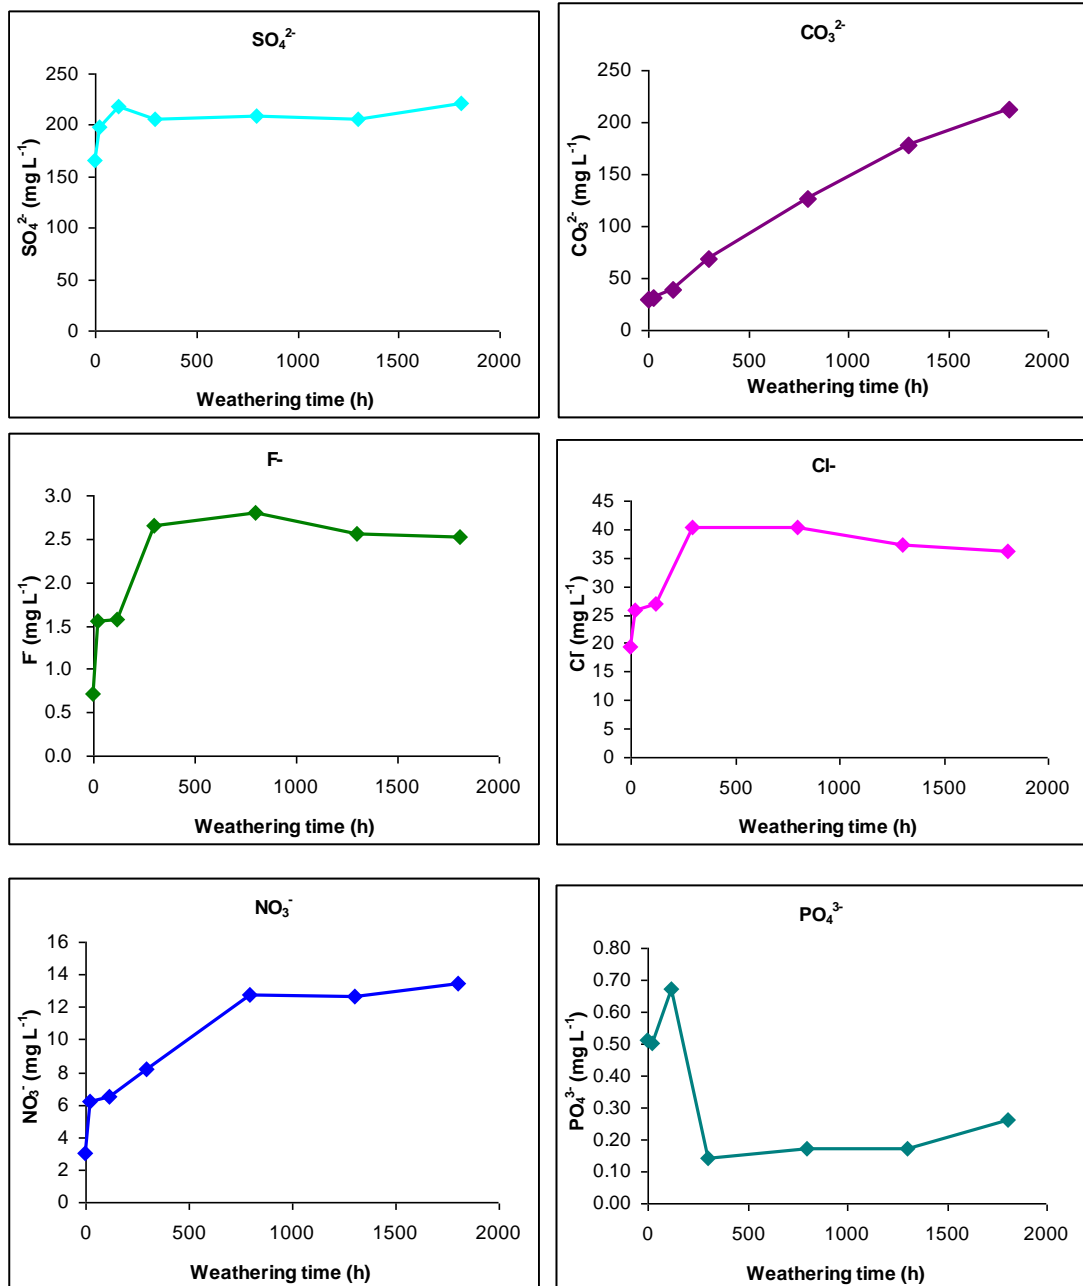 SO₄²⁻
SO₄²⁻ (mg L⁻¹)
250
200
150
100
50
0
0 500 1000 1500 2000
Weathering time (h)
CO₃²⁻
CO₃²⁻ (mg L⁻¹)
250
200
150
100
50
0
0 500 1000 1500 2000
Weathering time (h)
F-
F⁻ (mg L⁻¹)
3.0
2.5
2.0
1.5
1.0
0.5
0.0
0 500 1000 1500 2000
Weathering time (h)
Cl-
Cl⁻ (mg L⁻¹)
45
40
35
30
25
20
15
10
5
0
0 500 1000 1500 2000
Weathering time (h)
NO₃⁻
NO₃⁻ (mg L⁻¹)
16
14
12
10
8
6
4
2
0
0 500 1000 1500 2000
Weathering time (h)
PO₄³⁻
PO₄³⁻ (mg L⁻¹)
0.80
0.70
0.60
0.50
0.40
0.30
0.20
0.10
0.00
0 500 1000 1500 2000
Weathering time (h)